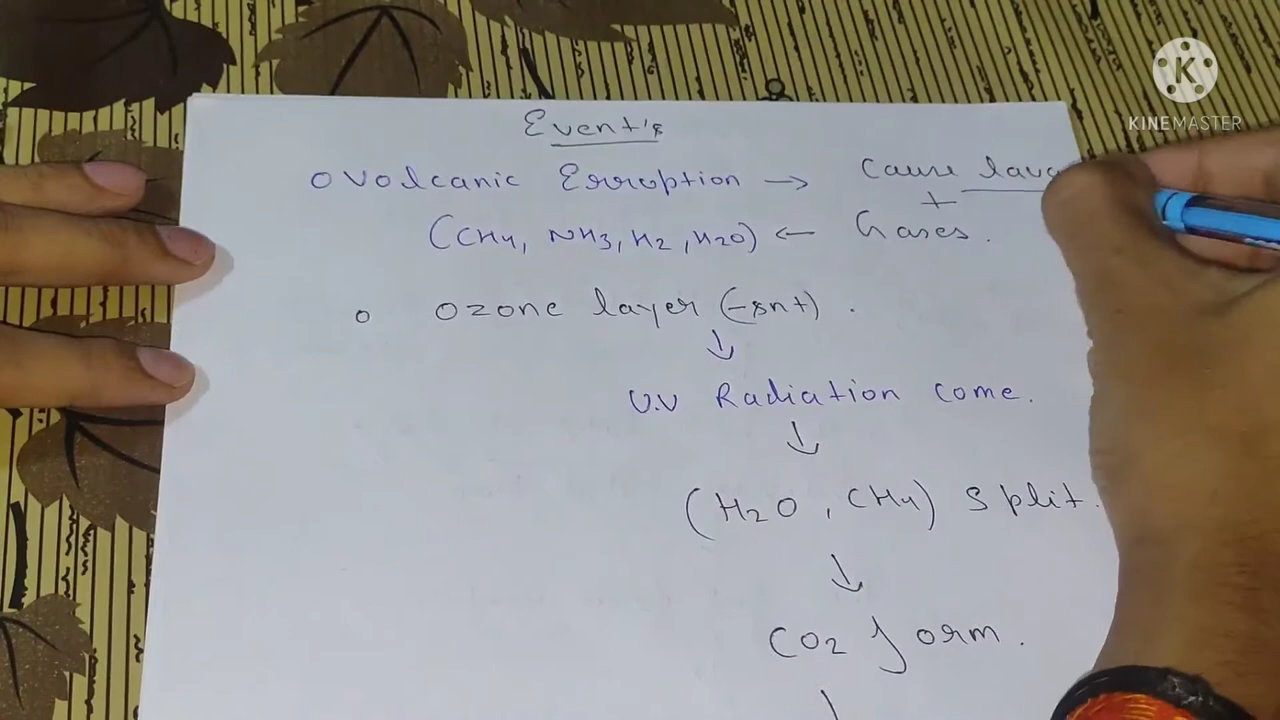 Event's
o Volcanic Erruption → Cause lava
+
(CH4, NH3, H2, H2O) ← Gases.
o ozone layer (-snt).
↓
U.V Radiation come.
↓
(H2O, CH4) split.
↓
CO2 form.
↓
K
KINEMASTER